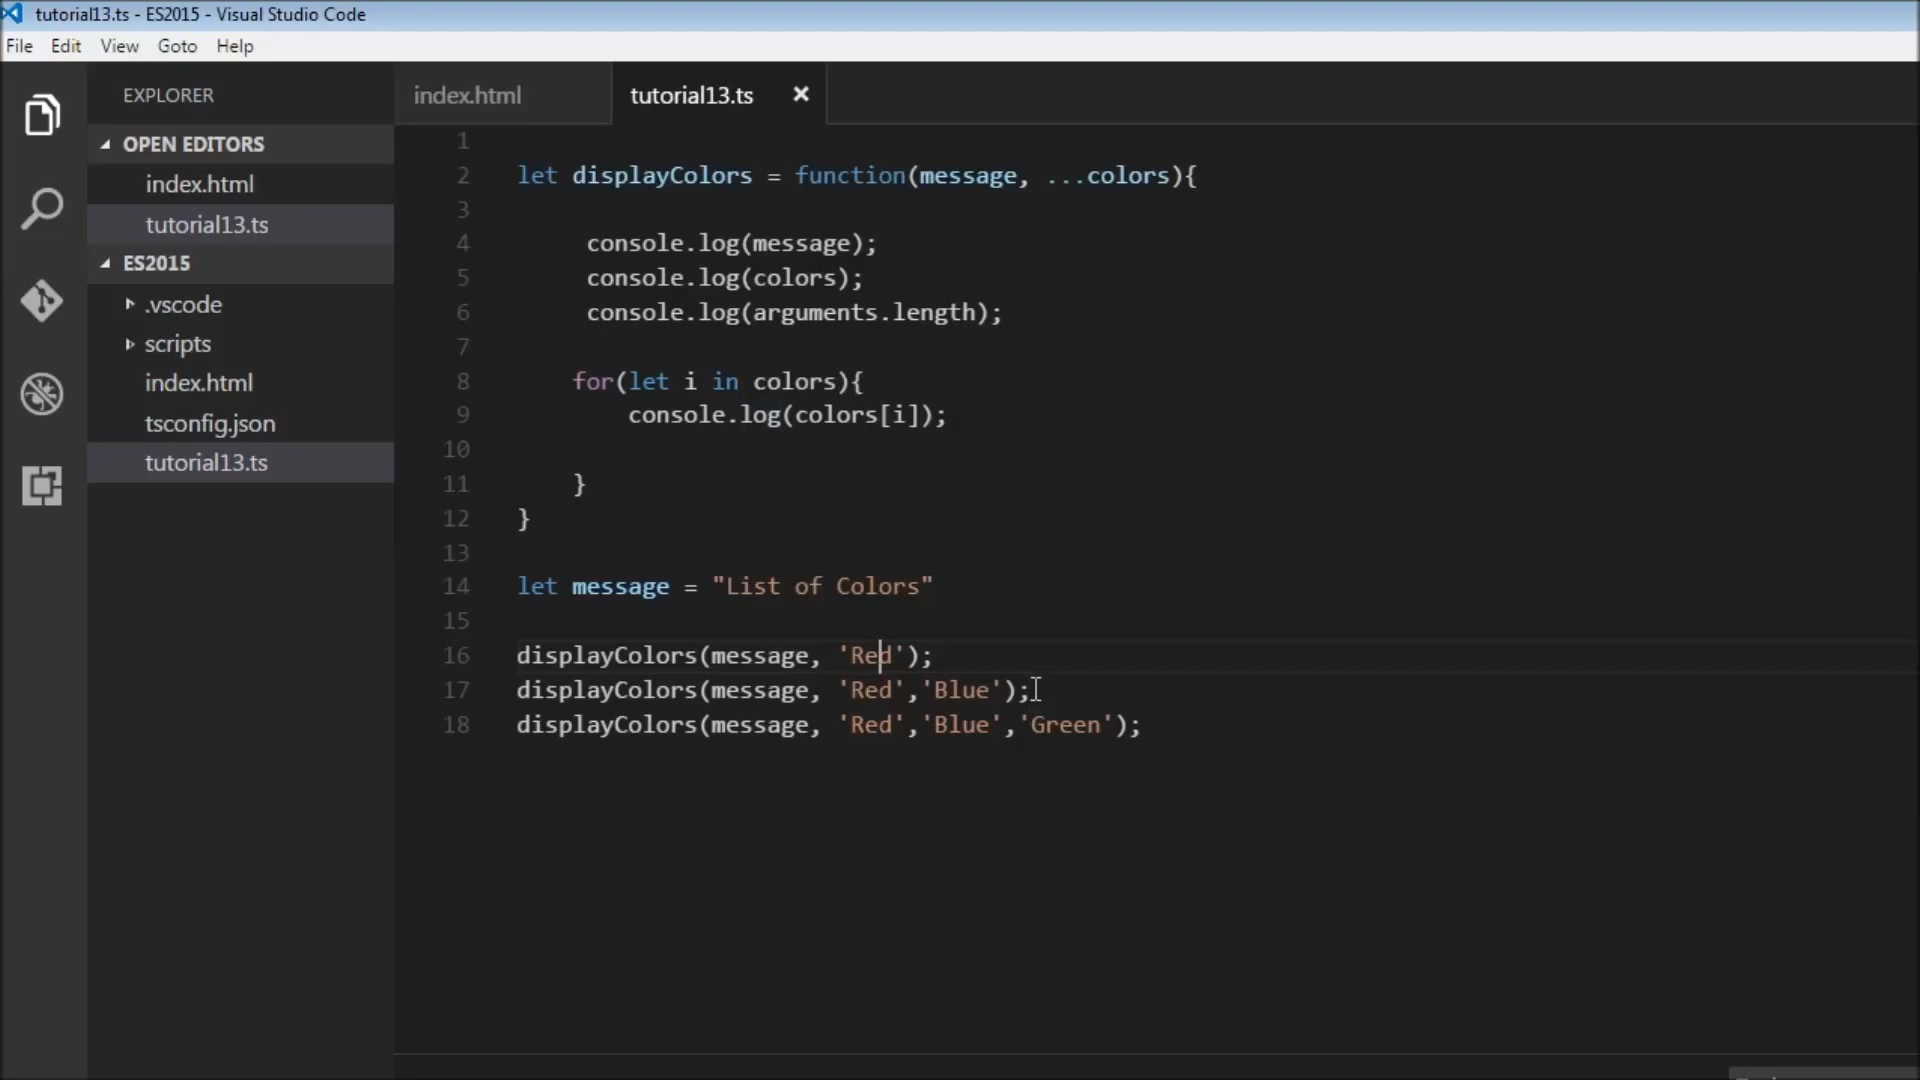 tutorial13.ts - ES2015 - Visual Studio Code
File Edit View Goto Help
EXPLORER
OPEN EDITORS
index.html
tutorial13.ts
ES2015
.vscode
scripts
index.html
tsconfig.json
tutorial13.ts
index.html tutorial13.ts
1
2 let displayColors = function(message, ...colors){
3
4 console.log(message);
5 console.log(colors);
6 console.log(arguments.length);
7
8 for(let i in colors){
9 console.log(colors[i]);
10
11 }
12 }
13
14 let message = "List of Colors"
15
16 displayColors(message, 'Red');
17 displayColors(message, 'Red','Blue');
18 displayColors(message, 'Red','Blue','Green');